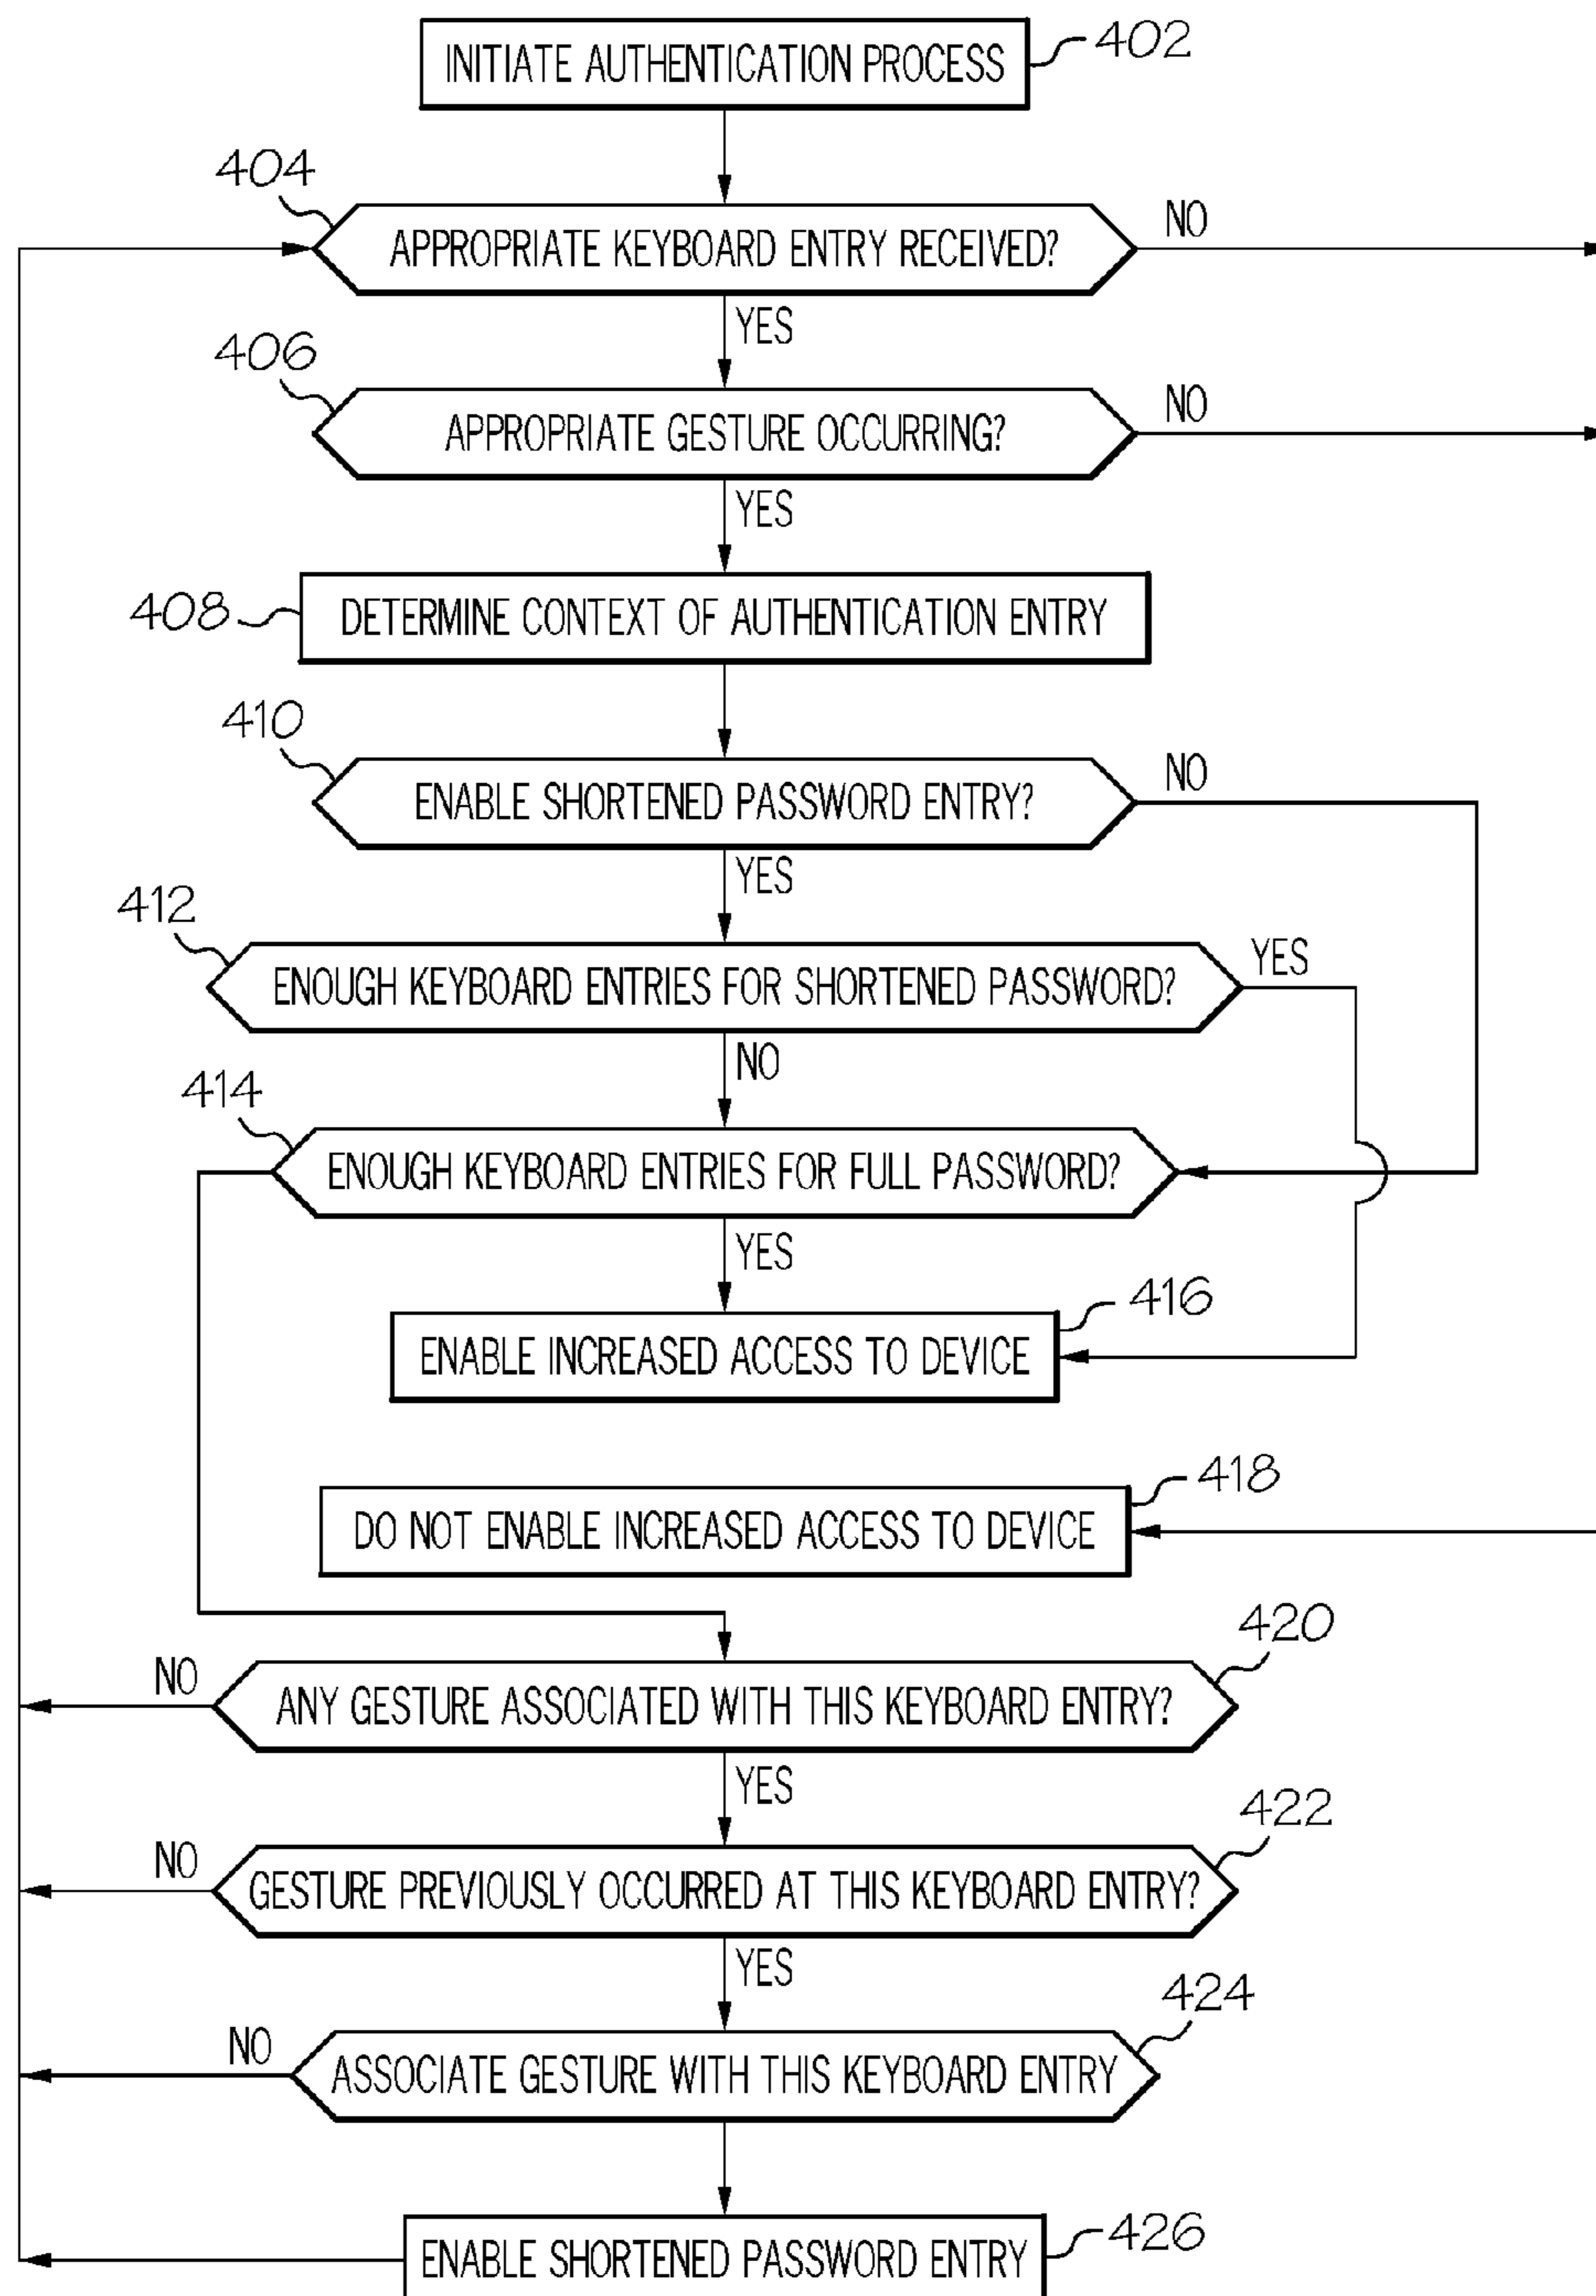 INITIATE AUTHENTICATION PROCESS
402
404
APPROPRIATE KEYBOARD ENTRY RECEIVED?
NO
YES
406
APPROPRIATE GESTURE OCCURRING?
NO
YES
408
DETERMINE CONTEXT OF AUTHENTICATION ENTRY
410
ENABLE SHORTENED PASSWORD ENTRY?
NO
YES
412
ENOUGH KEYBOARD ENTRIES FOR SHORTENED PASSWORD?
YES
NO
414
ENOUGH KEYBOARD ENTRIES FOR FULL PASSWORD?
YES
416
ENABLE INCREASED ACCESS TO DEVICE
418
DO NOT ENABLE INCREASED ACCESS TO DEVICE
420
NO
ANY GESTURE ASSOCIATED WITH THIS KEYBOARD ENTRY?
YES
422
NO
GESTURE PREVIOUSLY OCCURRED AT THIS KEYBOARD ENTRY?
YES
424
NO
ASSOCIATE GESTURE WITH THIS KEYBOARD ENTRY
426
ENABLE SHORTENED PASSWORD ENTRY